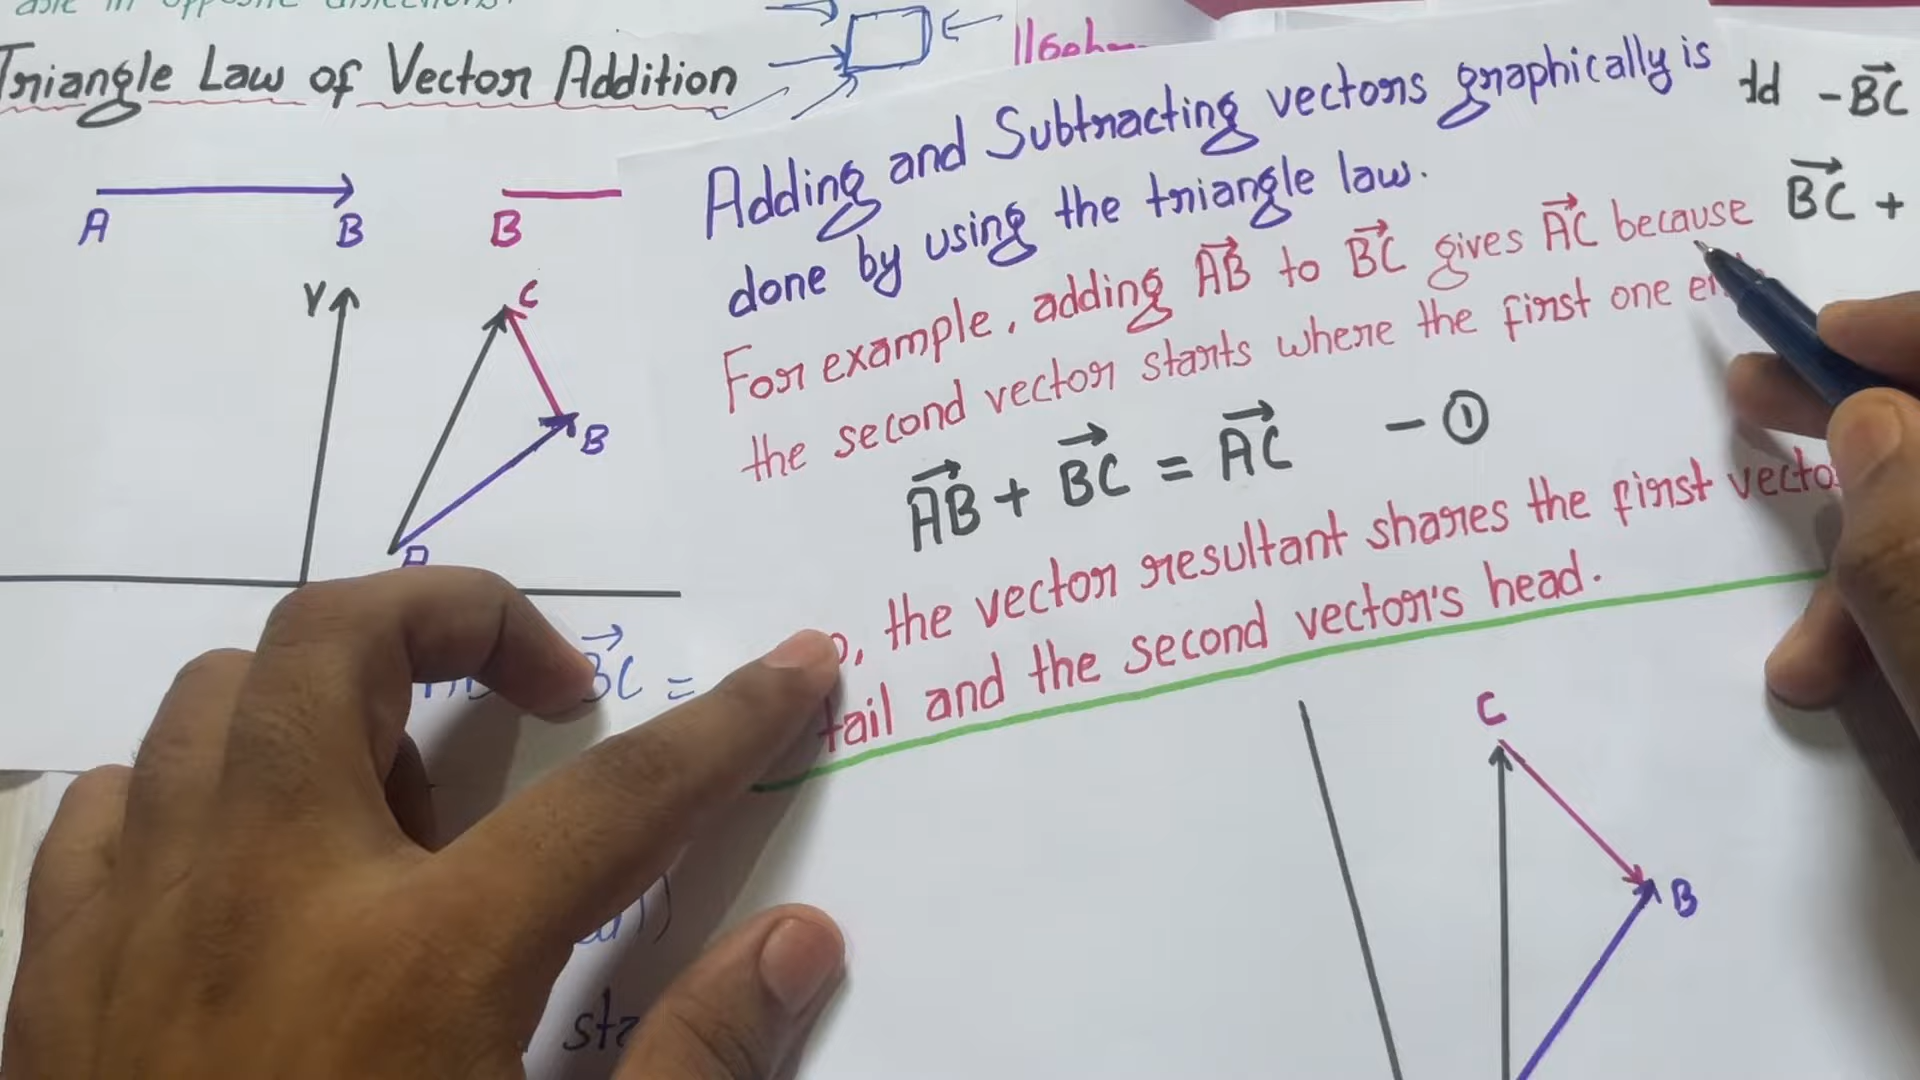 Triangle Law of Vector Addition
A B
B
Y
C
B
BC =
Adding and Subtracting vectors graphically is
done by using the triangle law.
For example, adding AB to BC gives AC because
the second vector starts where the first one
AB + BC = AC - ①
the vector resultant shares the first
tail and the second vector's head.
C
B
- BC
BC +